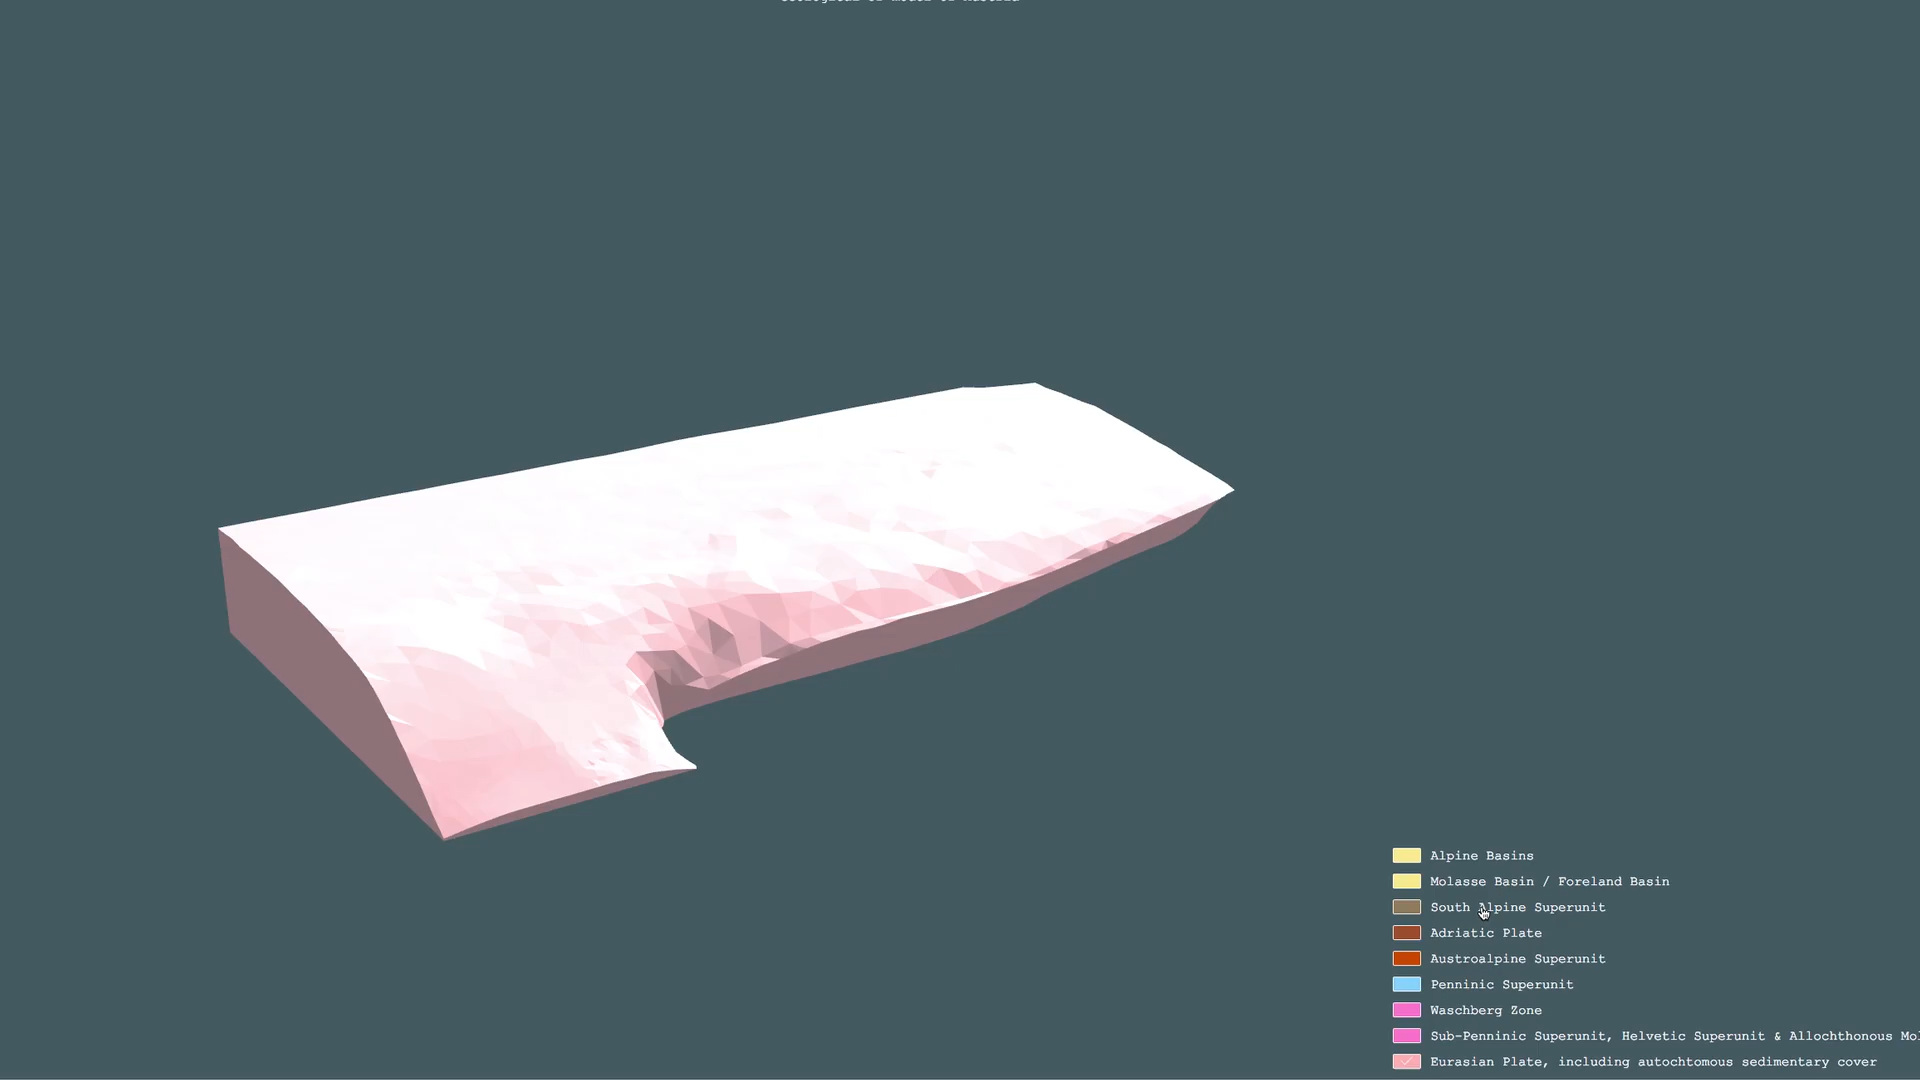 Alpine Basins
Molasse Basin / Foreland Basin
South Alpine Superunit
Adriatic Plate
Austroalpine Superunit
Penninic Superunit
Waschberg Zone
Sub-Penninic Superunit, Helvetic Superunit & Allochthonous Mo
Eurasian Plate, including autochtomous sedimentary cover